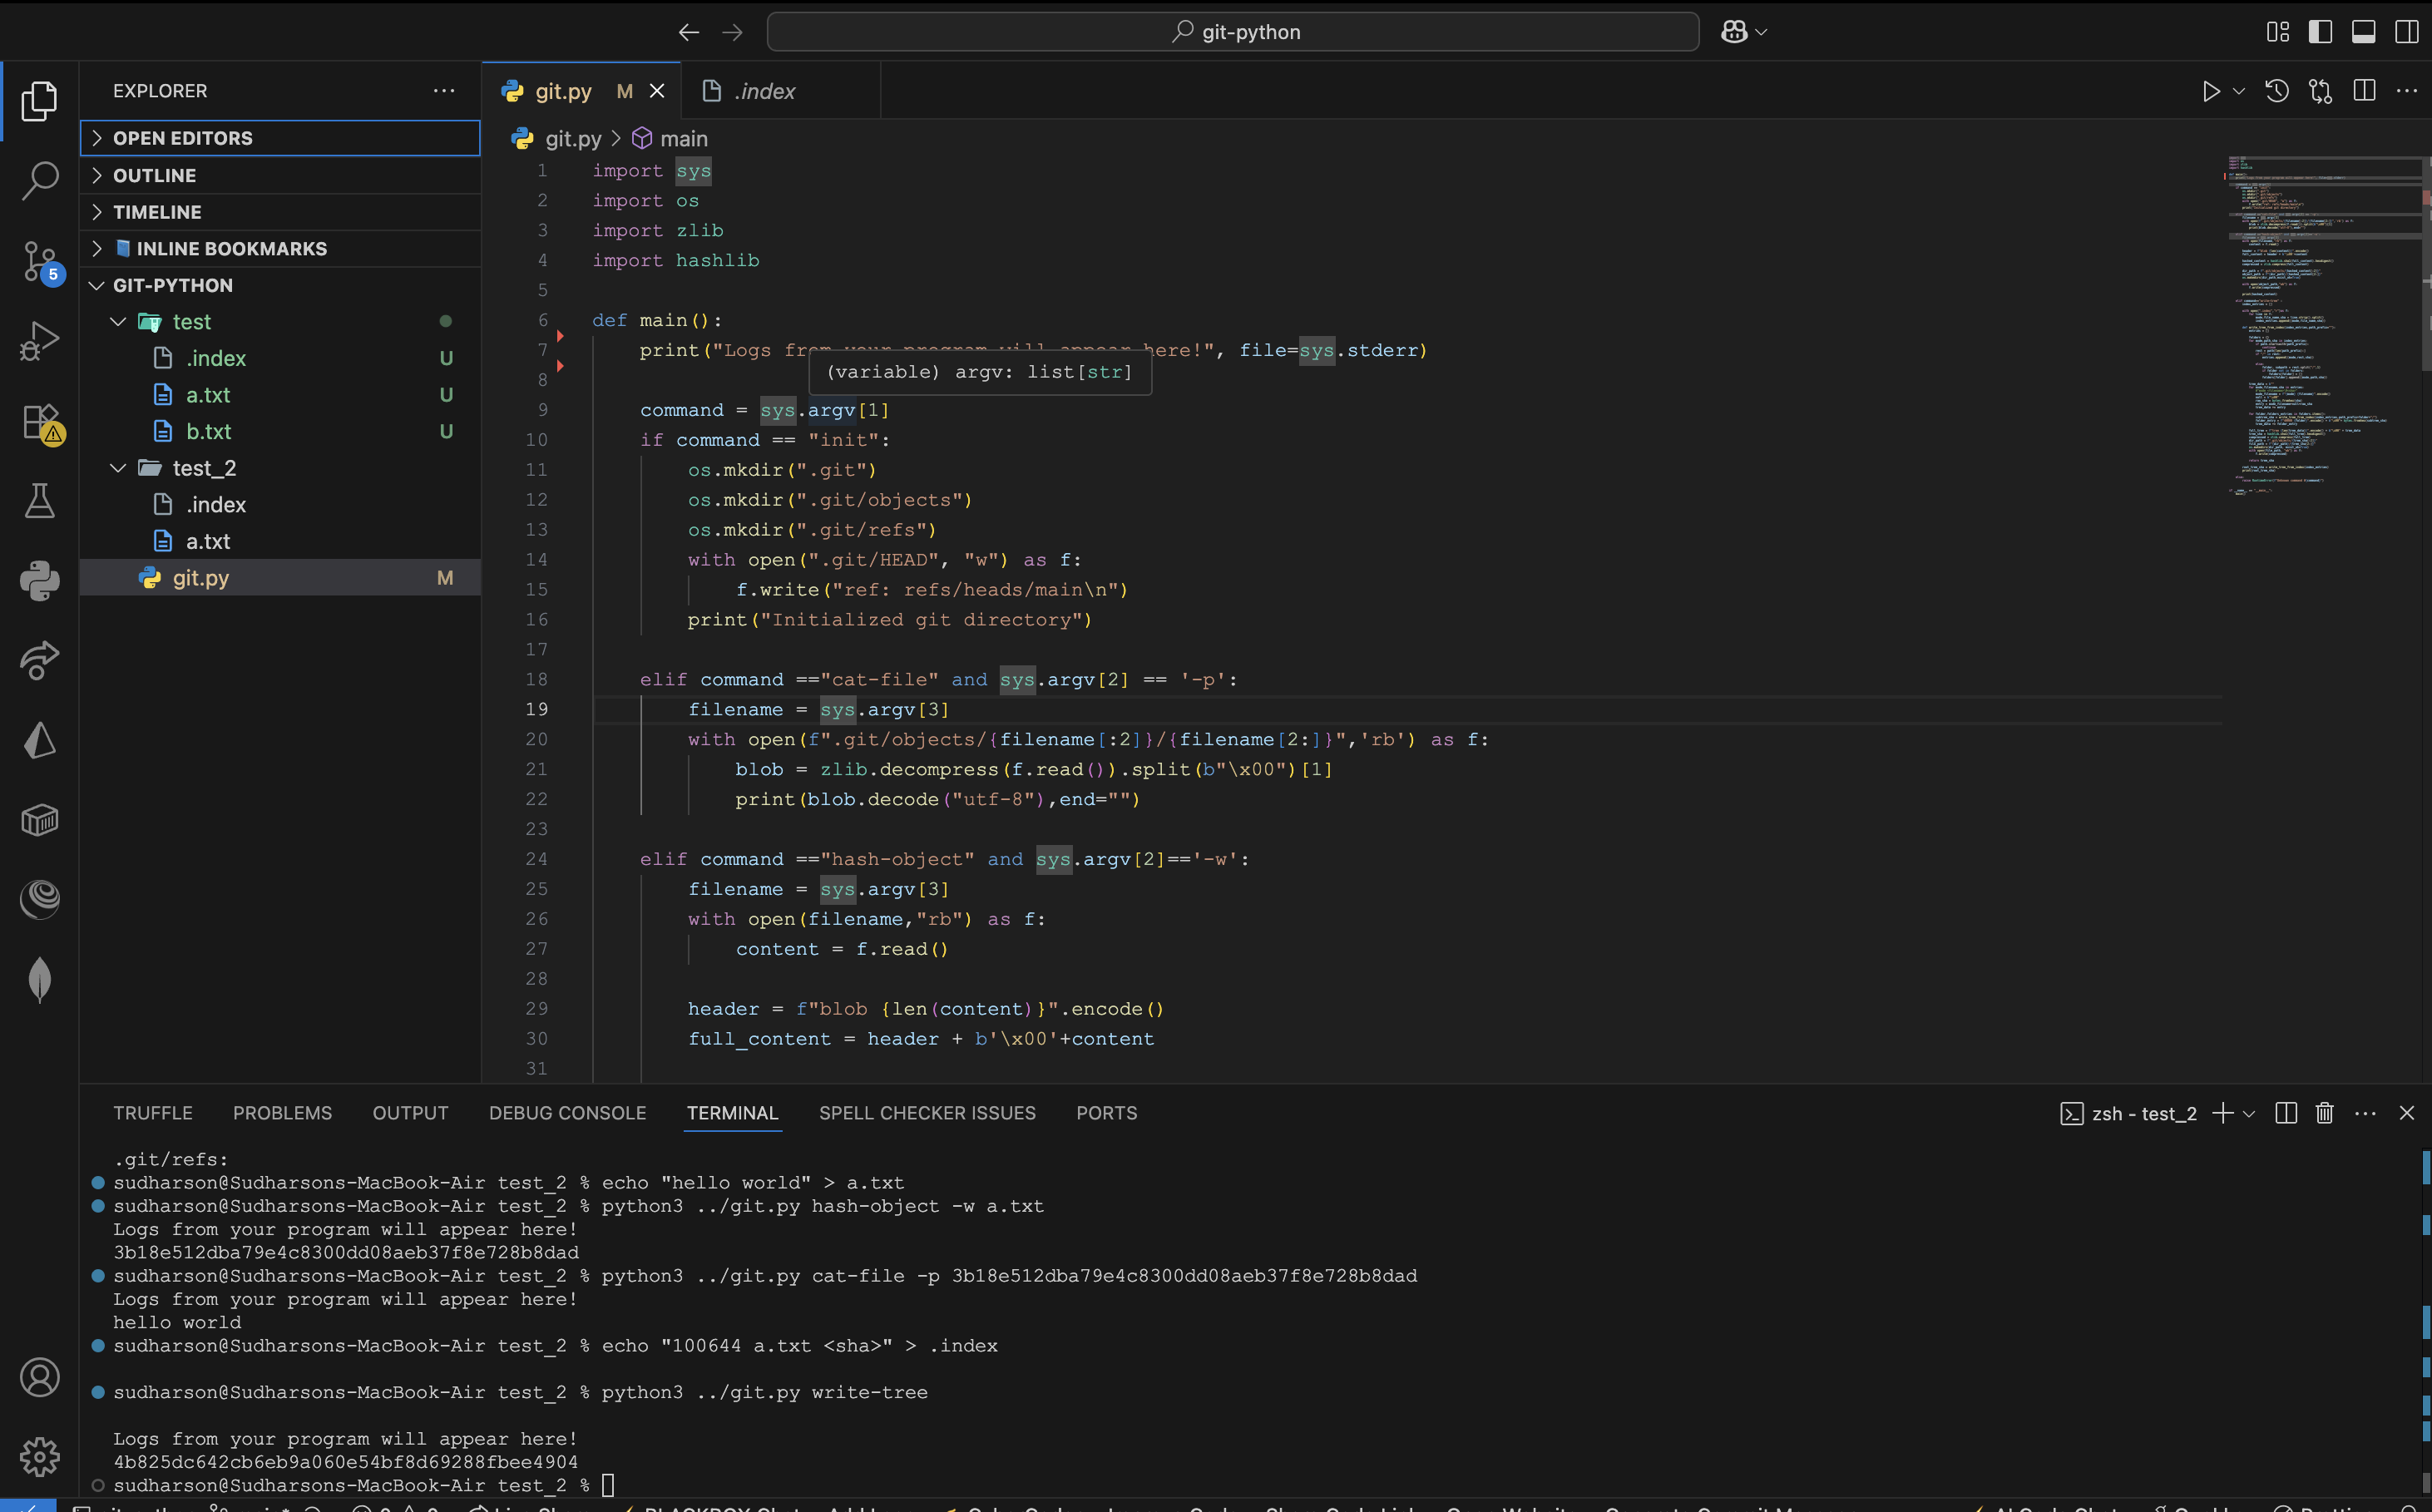 git-python
EXPLORER
OPEN EDITORS
OUTLINE
TIMELINE
INLINE BOOKMARKS
GIT-PYTHON
test
.index U
a.txt U
b.txt U
test_2
.index
a.txt
git.py M
5
git.py M
.index
git.py > main
1 import sys
2 import os
3 import zlib
4 import hashlib
5
6 def main():
7 print("Logs from your program will appear here!", file=sys.stderr)
(variable) argv: list[str]
8
9 command = sys.argv[1]
10 if command == "init":
11 os.mkdir(".git")
12 os.mkdir(".git/objects")
13 os.mkdir(".git/refs")
14 with open(".git/HEAD", "w") as f:
15 f.write("ref: refs/heads/main\n")
16 print("Initialized git directory")
17
18 elif command =="cat-file" and sys.argv[2] == '-p':
19 filename = sys.argv[3]
20 with open(f".git/objects/{filename[:2]}/{filename[2:]}",'rb') as f:
21 blob = zlib.decompress(f.read()).split(b"\x00")[1]
22 print(blob.decode("utf-8"),end="")
23
24 elif command =="hash-object" and sys.argv[2]=='-w':
25 filename = sys.argv[3]
26 with open(filename,"rb") as f:
27 content = f.read()
28
29 header = f"blob {len(content)}".encode()
30 full_content = header + b'\x00'+content
31
TRUFFLE PROBLEMS OUTPUT DEBUG CONSOLE TERMINAL SPELL CHECKER ISSUES PORTS
zsh - test_2
.git/refs:
sudharson@Sudharsons-MacBook-Air test_2 % echo "hello world" > a.txt
sudharson@Sudharsons-MacBook-Air test_2 % python3 ../git.py hash-object -w a.txt
Logs from your program will appear here!
3b18e512dba79e4c8300dd08aeb37f8e728b8dad
sudharson@Sudharsons-MacBook-Air test_2 % python3 ../git.py cat-file -p 3b18e512dba79e4c8300dd08aeb37f8e728b8dad
Logs from your program will appear here!
hello world
sudharson@Sudharsons-MacBook-Air test_2 % echo "100644 a.txt <sha>" > .index
sudharson@Sudharsons-MacBook-Air test_2 % python3 ../git.py write-tree
Logs from your program will appear here!
4b825dc642cb6eb9a060e54bf8d69288fbee4904
sudharson@Sudharsons-MacBook-Air test_2 %